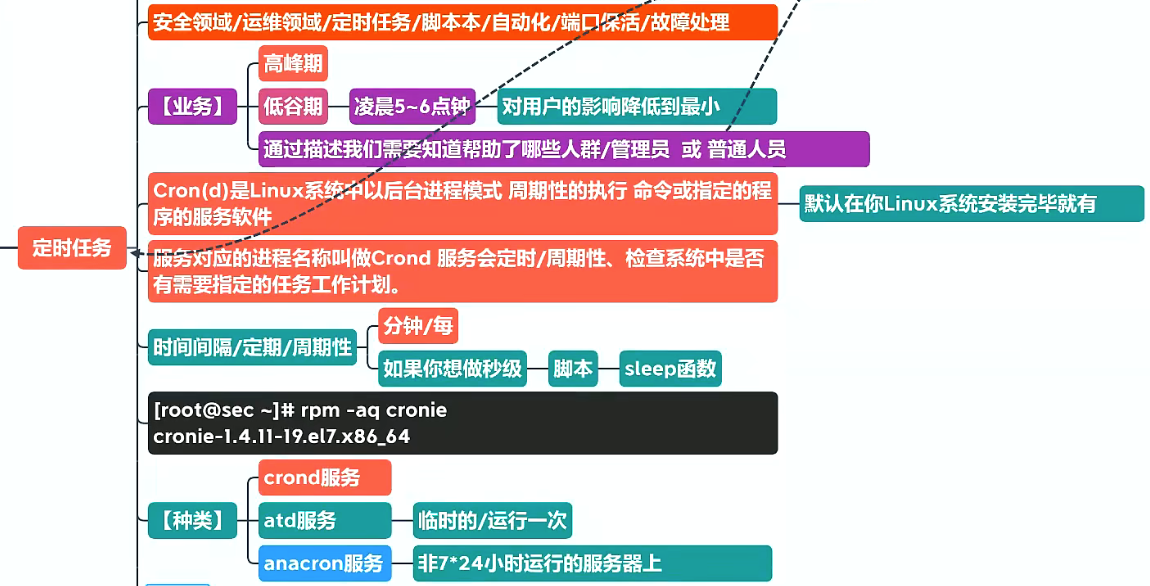 安全领域/运维领域/定时任务/脚本本/自动化/端口保活/故障处理
高峰期
【业务】
低谷期
凌晨5~6点钟
对用户的影响降低到最小
通过描述我们需要知道帮助了哪些人群/管理员 或 普通人员
Cron(d)是Linux系统中以后台进程模式 周期性的执行 命令或指定的程
序的服务软件
默认在你Linux系统安装完毕就有
定时任务
服务对应的进程名称叫做Crond 服务会定时/周期性、检查系统中是否
有需要指定的任务工作计划。
时间间隔/定期/周期性
分钟/每
如果你想做秒级
脚本
sleep函数
[root@sec ~]# rpm -aq cronie
cronie-1.4.11-19.el7.x86_64
【种类】
crond服务
atd服务
临时的/运行一次
anacron服务
非7*24小时运行的服务器上